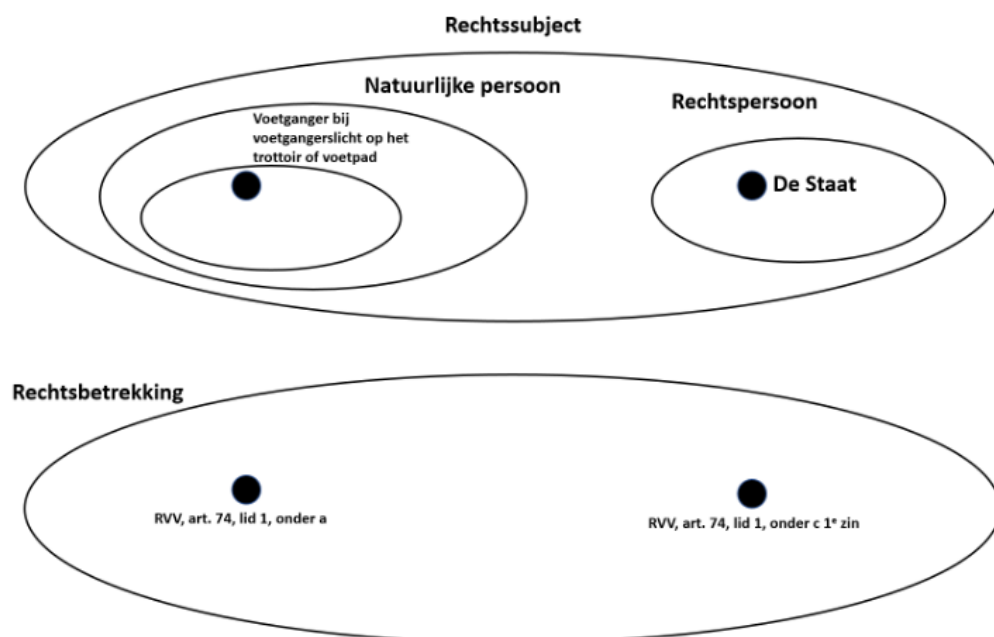 Rechtssubject
Natuurlijke persoon
Rechtspersoon
Voetganger bij
voetgangerslicht op het
trottoir of voetpad
De Staat
Rechtsbetrekking
RVV, art. 74, lid 1, onder a
RVV, art. 74, lid 1, onder c 1ᵉ zin